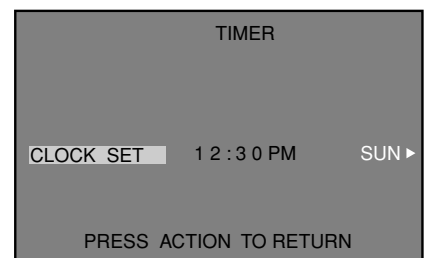 TIMER
CLOCK SET 12:30 PM SUN ▶
PRESS ACTION TO RETURN